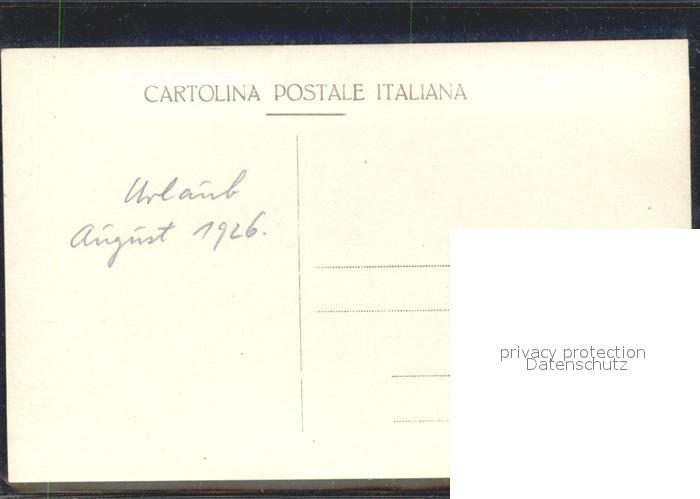 CARTOLINA POSTALE ITALIANA
Urlaub
August 1926.
privacy protection
Datenschutz